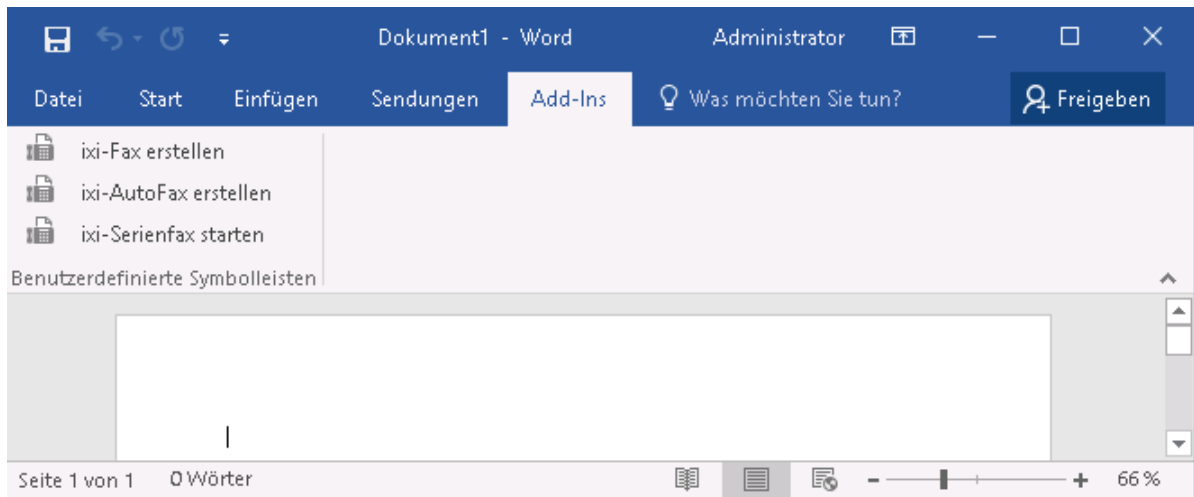 Dokument1 - Word Administrator
Datei Start Einfügen Sendungen Add-Ins Was möchten Sie tun? Freigeben
ixi-Fax erstellen
ixi-AutoFax erstellen
ixi-Serienfax starten
Benutzerdefinierte Symbolleisten
Seite 1 von 1 0 Wörter 66 %